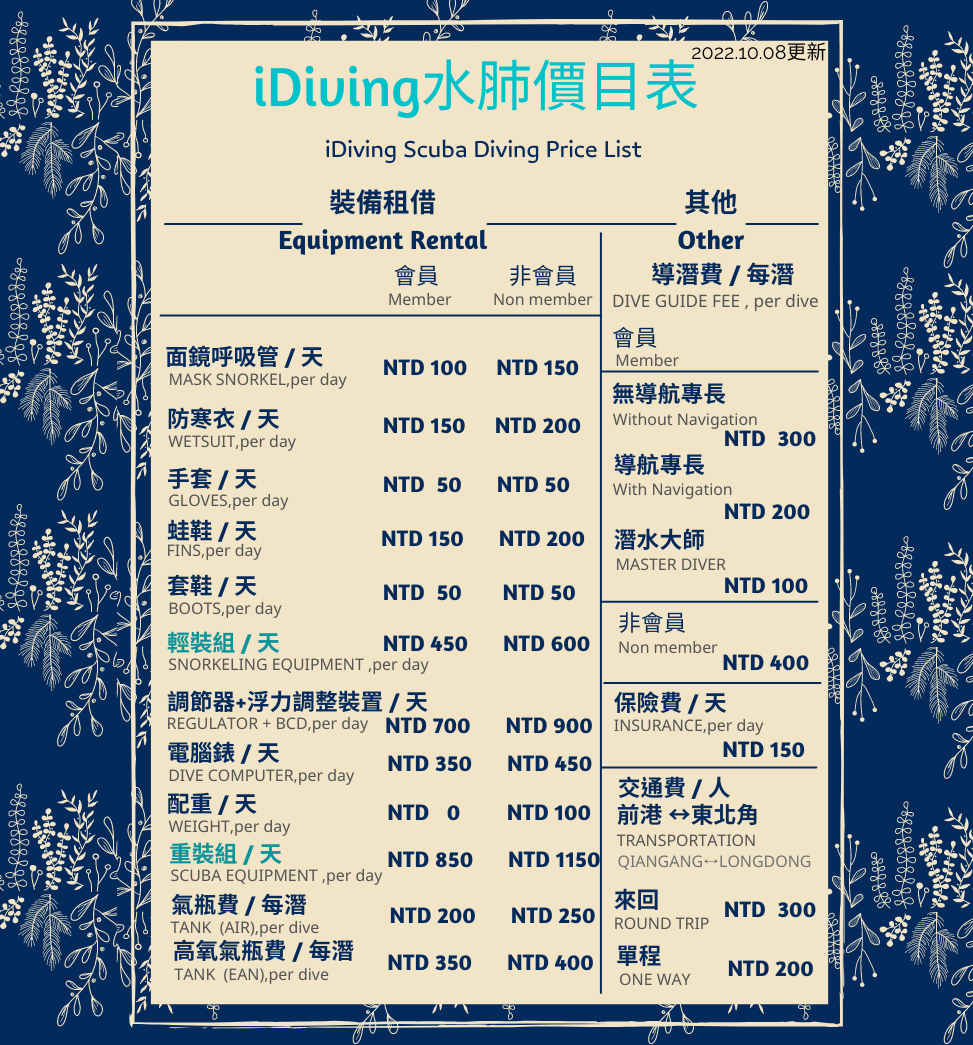 2022.10.08更新
iDiving水肺價目表
iDiving Scuba Diving Price List
裝備租借
Equipment Rental
會員 非會員
Member Non member
面鏡呼吸管 / 天
MASK SNORKEL,per day NTD 100 NTD 150
防寒衣 / 天
WETSUIT,per day NTD 150 NTD 200
手套 / 天
GLOVES,per day NTD 50 NTD 50
蛙鞋 / 天
FINS,per day NTD 150 NTD 200
套鞋 / 天
BOOTS,per day NTD 50 NTD 50
輕裝組 / 天 NTD 450 NTD 600
SNORKELING EQUIPMENT ,per day
調節器+浮力調整裝置 / 天
REGULATOR + BCD,per day NTD 700 NTD 900
電腦錶 / 天
DIVE COMPUTER,per day NTD 350 NTD 450
配重 / 天
WEIGHT,per day NTD 0 NTD 100
重裝組 / 天 NTD 850 NTD 1150
SCUBA EQUIPMENT ,per day
氣瓶費 / 每潛
TANK (AIR),per dive NTD 200 NTD 250
高氧氣瓶費 / 每潛
TANK (EAN),per dive NTD 350 NTD 400
其他
Other
導潛費 / 每潛
DIVE GUIDE FEE , per dive
會員
Member
無導航專長
Without Navigation
NTD 300
導航專長
With Navigation
NTD 200
潛水大師
MASTER DIVER
NTD 100
非會員
Non member
NTD 400
保險費 / 天
INSURANCE,per day
NTD 150
交通費 / 人
前港 ↔東北角
TRANSPORTATION
QIANGANG↔LONGDONG
來回
ROUND TRIP NTD 300
單程
ONE WAY NTD 200